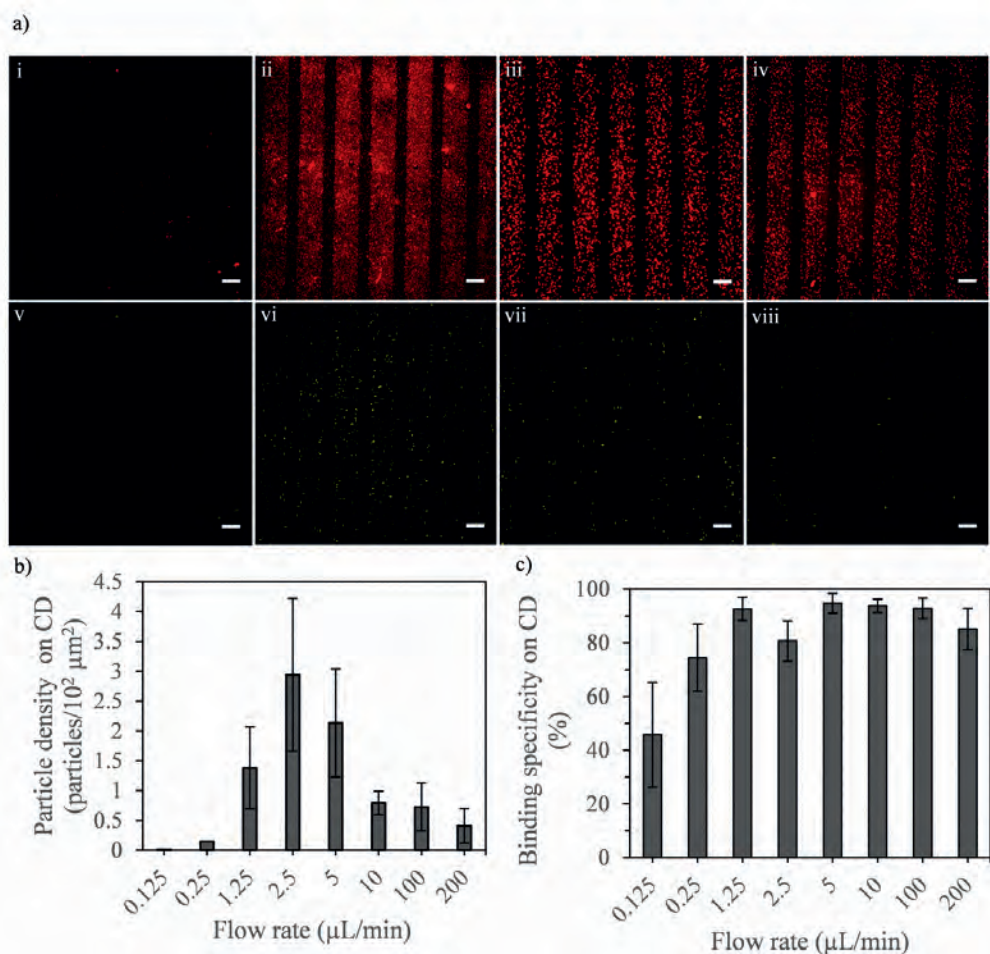 a)
i ii iii iv
v vi vii viii
b)
4.5
4
3.5
3
2.5
2
1.5
1
0.5
0
Particle density on CD
(particles/10² μm²)
0.125 0.25 1.25 2.5 5 10 100 200
Flow rate (μL/min)
c)
100
80
60
40
20
0
Binding specificity on CD
(%)
0.125 0.25 1.25 2.5 5 10 100 200
Flow rate (μL/min)